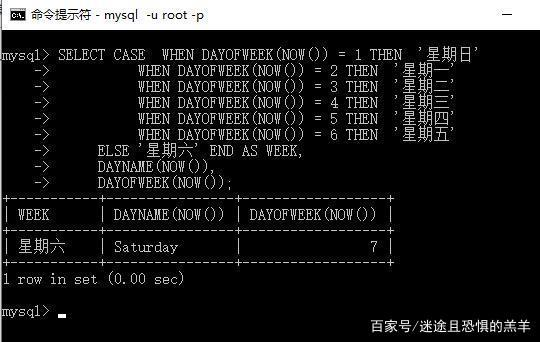 命令提示符 - mysql -u root -p
mysql> SELECT CASE  WHEN DAYOFWEEK(NOW()) = 1 THEN  '星期日'
    ->             WHEN DAYOFWEEK(NOW()) = 2 THEN  '星期一'
    ->             WHEN DAYOFWEEK(NOW()) = 3 THEN  '星期二'
    ->             WHEN DAYOFWEEK(NOW()) = 4 THEN  '星期三'
    ->             WHEN DAYOFWEEK(NOW()) = 5 THEN  '星期四'
    ->             WHEN DAYOFWEEK(NOW()) = 6 THEN  '星期五'
    ->       ELSE '星期六' END AS WEEK,
    ->       DAYNAME(NOW()),
    ->       DAYOFWEEK(NOW());
| WEEK | DAYNAME(NOW()) | DAYOFWEEK(NOW()) |
| 星期六 | Saturday | 7 |
1 row in set (0.00 sec)
mysql>
百家号/迷途且恐惧的羔羊